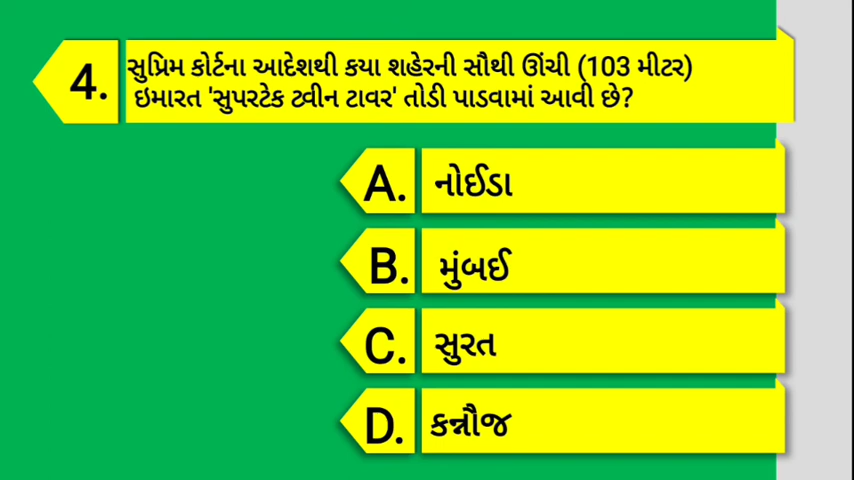 4. સુપ્રિમ કોર્ટના આદેશથી કયા શહેરની સૌથી ઊંચી (103 મીટર)
ઇમારત 'સુપરટેક ટ્વીન ટાવર' તોડી પાડવામાં આવી છે?
A. નોઈડા
B. મુંબઈ
C. સુરત
D. કન્નૌજ